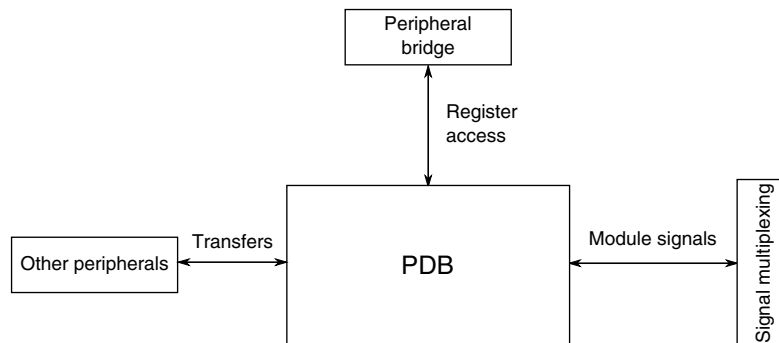 Peripheral
bridge
Register
access
Transfers
Other peripherals
PDB
Module signals
Signal multiplexing